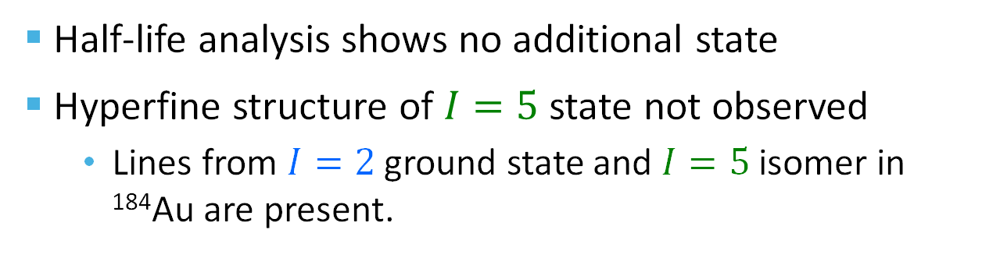 ▪ Half-life analysis shows no additional state
▪ Hyperfine structure of I = 5 state not observed
• Lines from I = 2 ground state and I = 5 isomer in
¹⁸⁴Au are present.